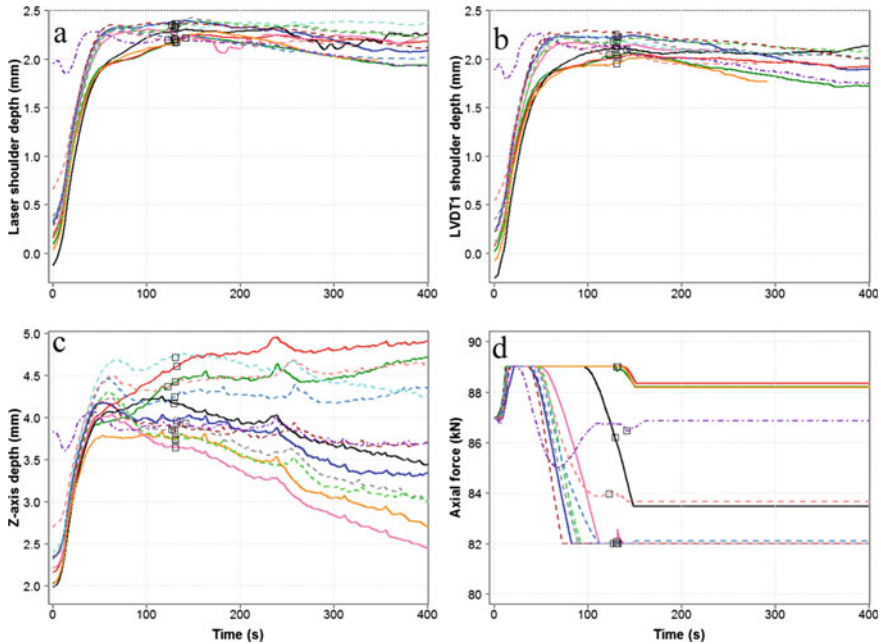 a
Laser shoulder depth (mm)
2.5
2.0
1.5
1.0
2.5
0.0
0 100 200 300 400
b
LVDT1 shoulder depth (mm)
2.5
2.0
1.5
1.0
2.5
0.0
0 100 200 300 400
c
Z-axis depth (mm)
5.0
4.5
4.0
3.5
3.0
2.5
2.0
0 100 200 300 400
Time (s)
d
Axial force (kN)
90
88
86
84
82
80
0 100 200 300 400
Time (s)